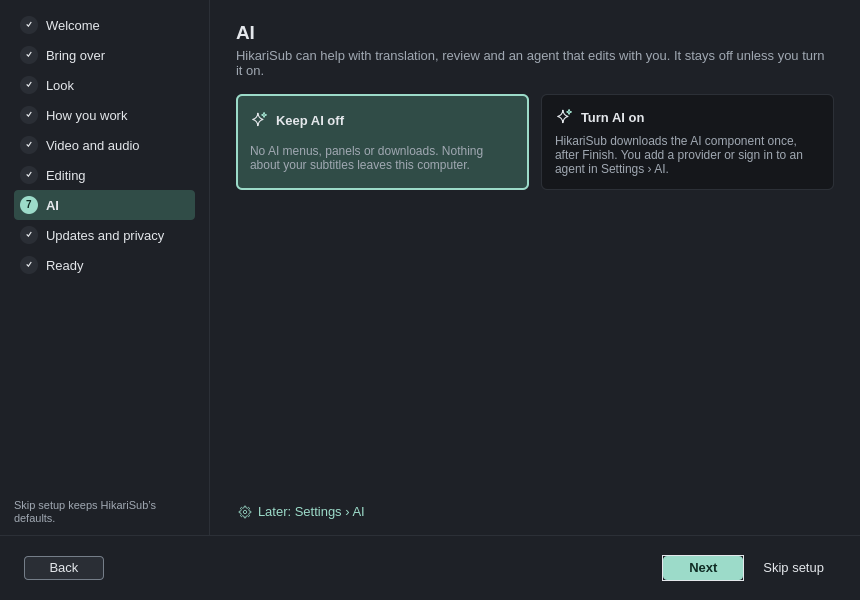 Welcome
Bring over
Look
How you work
Video and audio
Editing
7 AI
Updates and privacy
Ready
Skip setup keeps HikariSub's
defaults.
AI
HikariSub can help with translation, review and an agent that edits with you. It stays off unless you turn
it on.
Keep AI off
No AI menus, panels or downloads. Nothing
about your subtitles leaves this computer.
Turn AI on
HikariSub downloads the AI component once,
after Finish. You add a provider or sign in to an
agent in Settings › AI.
Later: Settings › AI
Back
Next
Skip setup